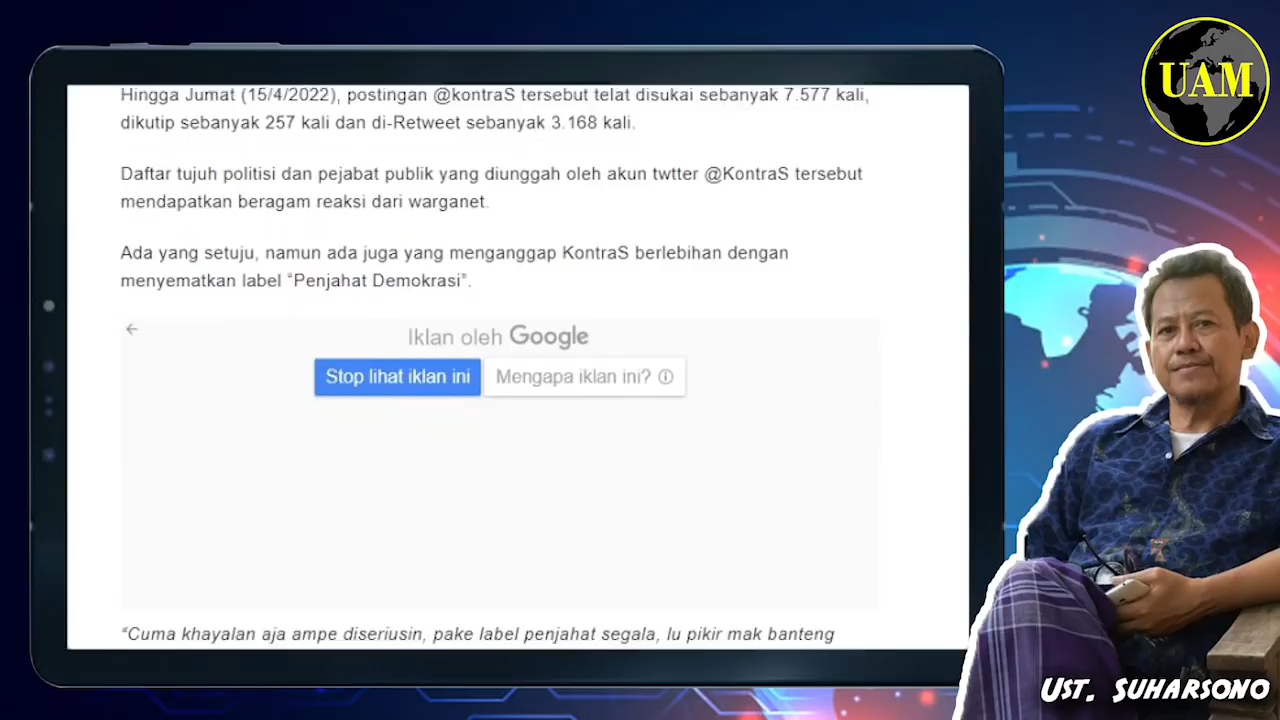 Hingga Jumat (15/4/2022), postingan @kontraS tersebut telat disukai sebanyak 7.577 kali,
dikutip sebanyak 257 kali dan di-Retweet sebanyak 3.168 kali.
Daftar tujuh politisi dan pejabat publik yang diunggah oleh akun twtter @KontraS tersebut
mendapatkan beragam reaksi dari warganet.
Ada yang setuju, namun ada juga yang menganggap KontraS berlebihan dengan
menyematkan label “Penjahat Demokrasi”.
Iklan oleh Google
Stop lihat iklan ini
Mengapa iklan ini?
“Cuma khayalan aja ampe diseriusin, pake label penjahat segala, lu pikir mak banteng
UAM
UST. SUHARSONO